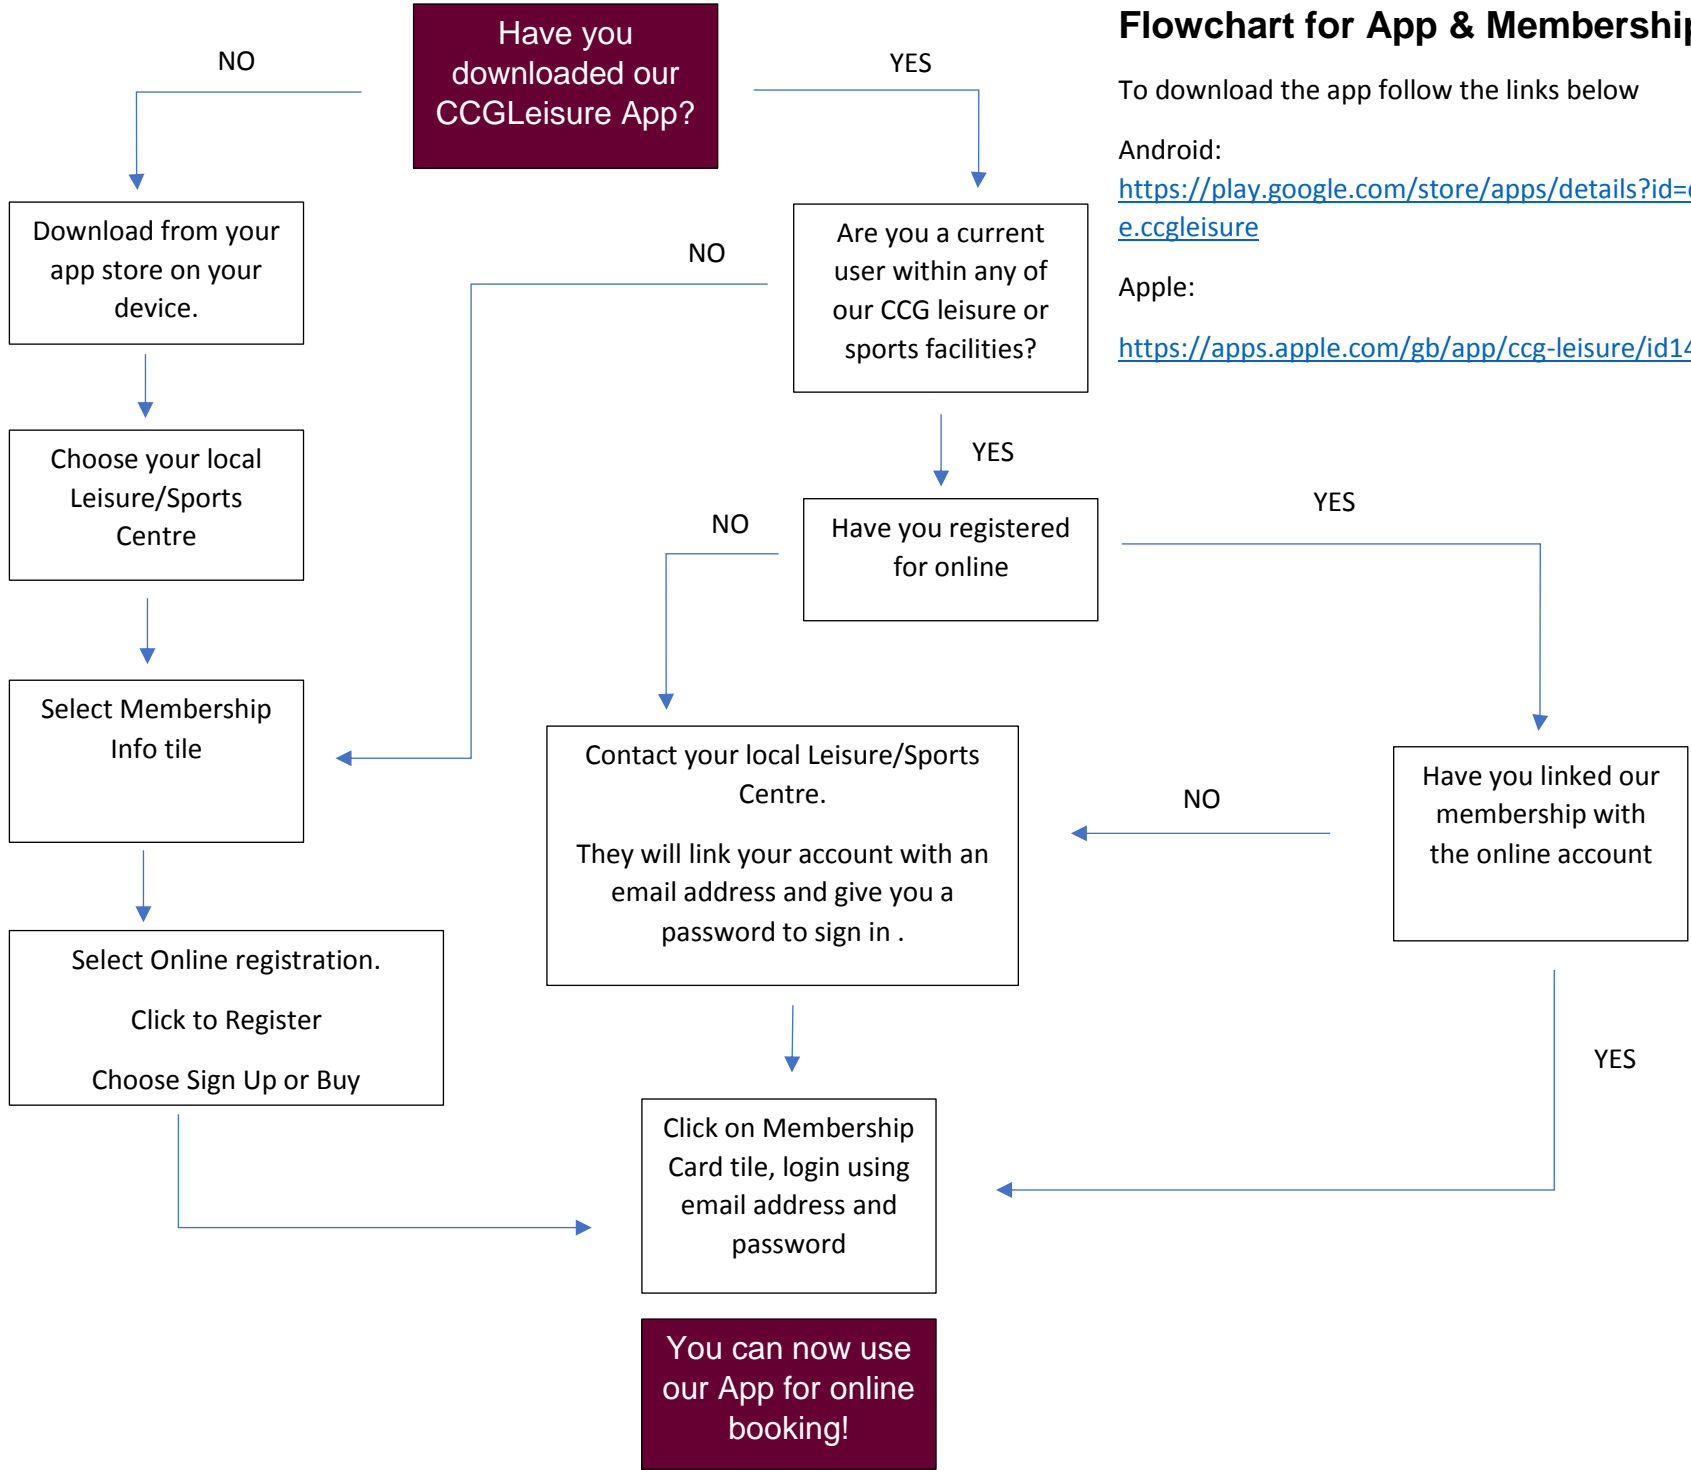 Flowchart for App & Membership
To download the app follow the links below
Android:
https://play.google.com/store/apps/details?id=
e.ccgleisure
Apple:
https://apps.apple.com/gb/app/ccg-leisure/id14
Have you
downloaded our
CCGLeisure App?
NO
YES
Download from your
app store on your
device.
Are you a current
user within any of
our CCG leisure or
sports facilities?
NO
YES
Choose your local
Leisure/Sports
Centre
Have you registered
for online
NO
YES
Select Membership
Info tile
Contact your local Leisure/Sports
Centre.
They will link your account with an
email address and give you a
password to sign in .
NO
Have you linked our
membership with
the online account
YES
Select Online registration.
Click to Register
Choose Sign Up or Buy
Click on Membership
Card tile, login using
email address and
password
You can now use
our App for online
booking!